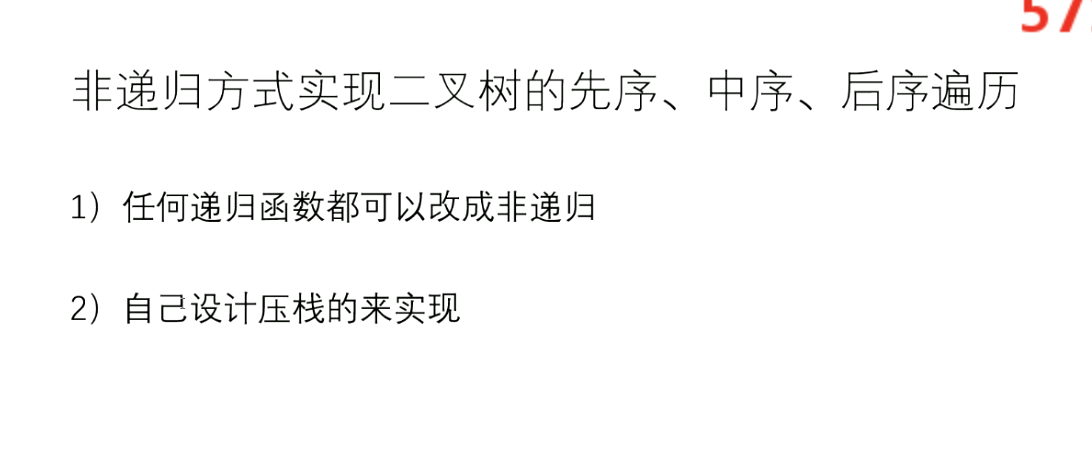 非递归方式实现二叉树的先序、中序、后序遍历
1）任何递归函数都可以改成非递归
2）自己设计压栈的来实现